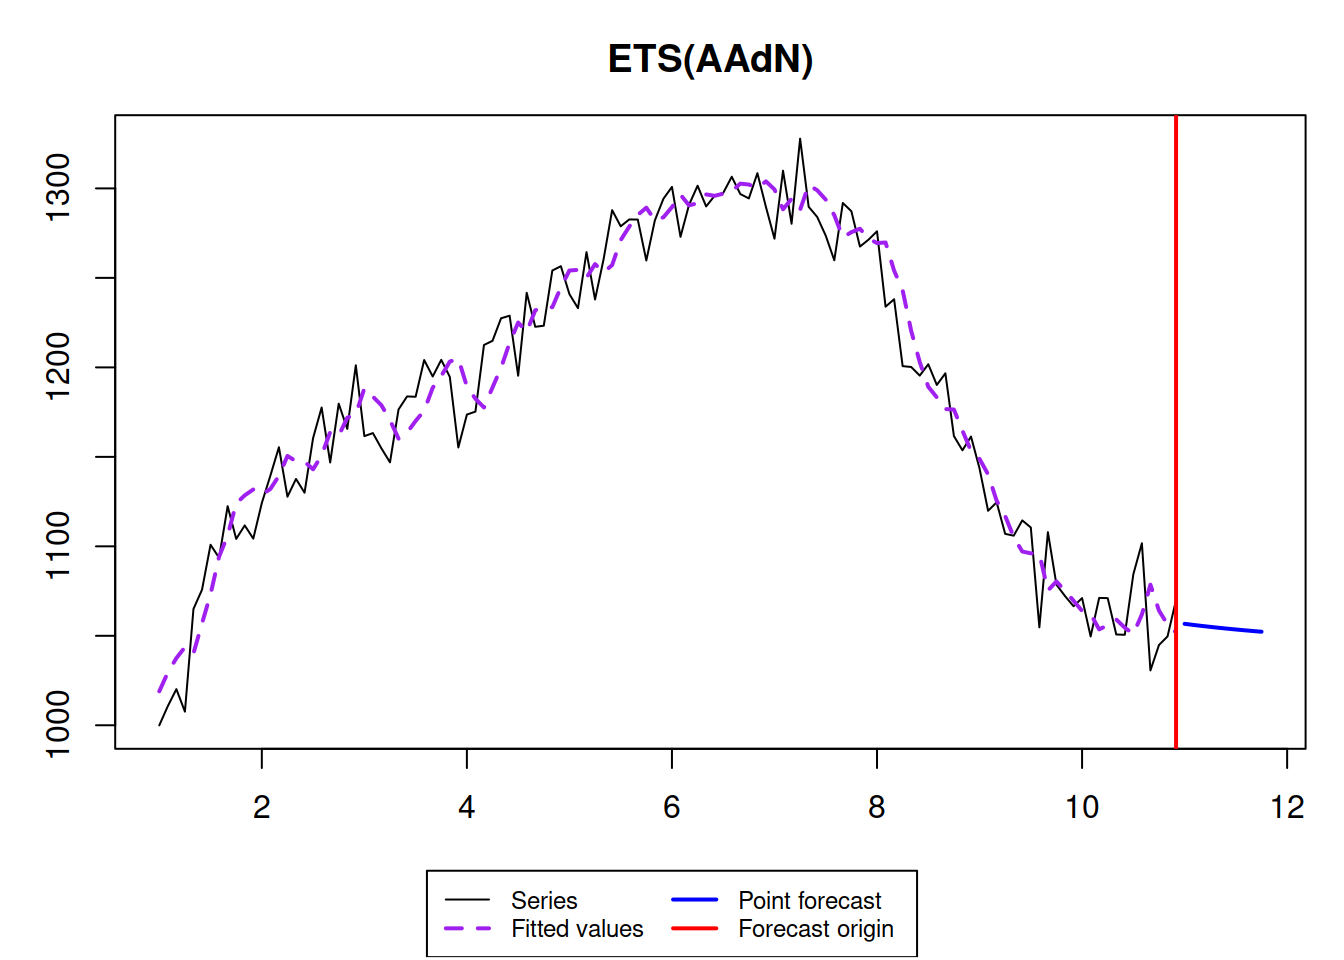 ETS(AAdN)
1300
1200
1100
1000
2 4 6 8 10 12
Series Point forecast
Fitted values Forecast origin